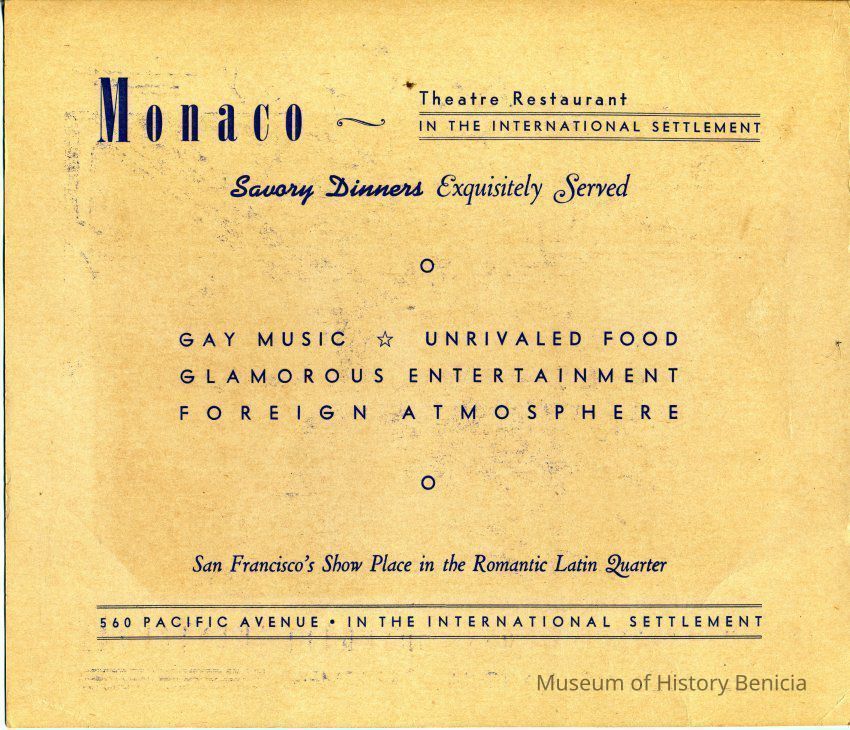 Monaco ~ Theatre Restaurant
IN THE INTERNATIONAL SETTLEMENT
Savory Dinners Exquisitely Served
GAY MUSIC ☆ UNRIVALED FOOD
GLAMOROUS ENTERTAINMENT
FOREIGN ATMOSPHERE
San Francisco's Show Place in the Romantic Latin Quarter
560 PACIFIC AVENUE • IN THE INTERNATIONAL SETTLEMENT
Museum of History Benicia